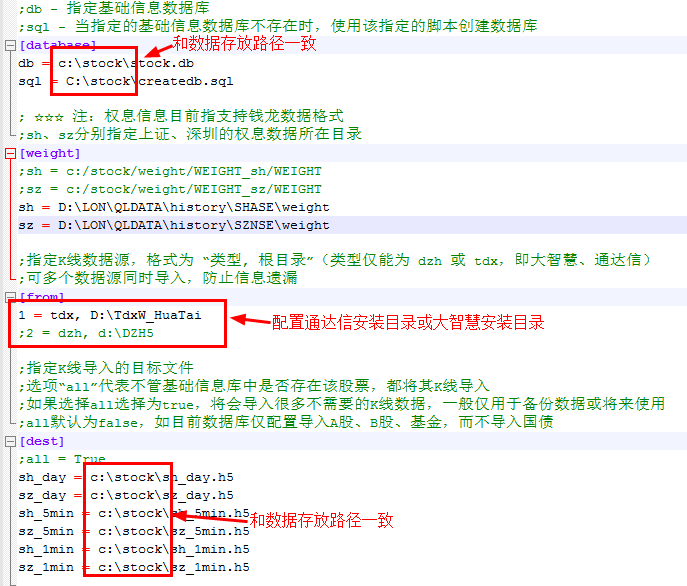 ;db - 指定基础信息数据库
;sql - 当指定的基础信息数据库不存在时，使用该指定的脚本创建数据库
[database]
和数据存放路径一致
db = c:\stock\stock.db
sql = C:\stock\createdb.sql
; ☆☆☆ 注：权息信息目前指支持钱龙数据格式
;sh、sz分别指定上证、深圳的权息数据所在目录
[weight]
;sh = c:/stock/weight/WEIGHT_sh/WEIGHT
;sz = c:/stock/weight/WEIGHT_sz/WEIGHT
sh = D:\LON\QLDATA\history\SHASE\weight
sz = D:\LON\QLDATA\history\SZNSE\weight
;指定K线数据源，格式为 “类型, 根目录”（类型仅能为 dzh 或 tdx，即大智慧、通达信）
;可多个数据源同时导入，防止信息遗漏
[from]
1 = tdx, D:\TdxW_HuaTai
配置通达信安装目录或大智慧安装目录
;2 = dzh, d:\DZH5
;指定K线导入的目标文件
;选项“all”代表不管基础信息库中是否存在该股票，都将其K线导入
;如果选择all选择为true，将会导入很多不需要的K线数据，一般仅用于备份数据或将来使用
;all默认为false，如目前数据库仅配置导入A股、B股、基金，而不导入国债
[dest]
;all = True
sh_day = c:\stock\sh_day.h5
sz_day = c:\stock\sz_day.h5
sh_5min = c:\stock\sh_5min.h5
和数据存放路径一致
sz_5min = c:\stock\sz_5min.h5
sh_1min = c:\stock\sh_1min.h5
sz_1min = c:\stock\sz_1min.h5